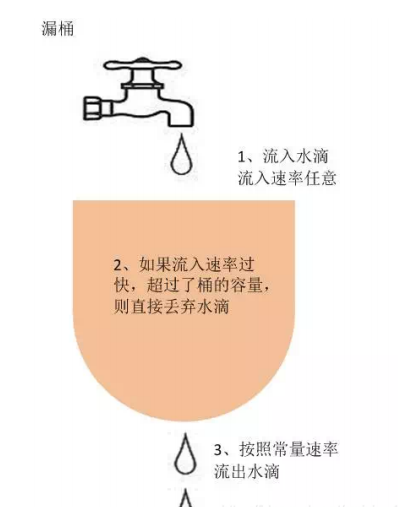 漏桶
1、流入水滴
流入速率任意
2、如果流入速率过
快，超过了桶的容量，
则直接丢弃水滴
3、按照常量速率
流出水滴